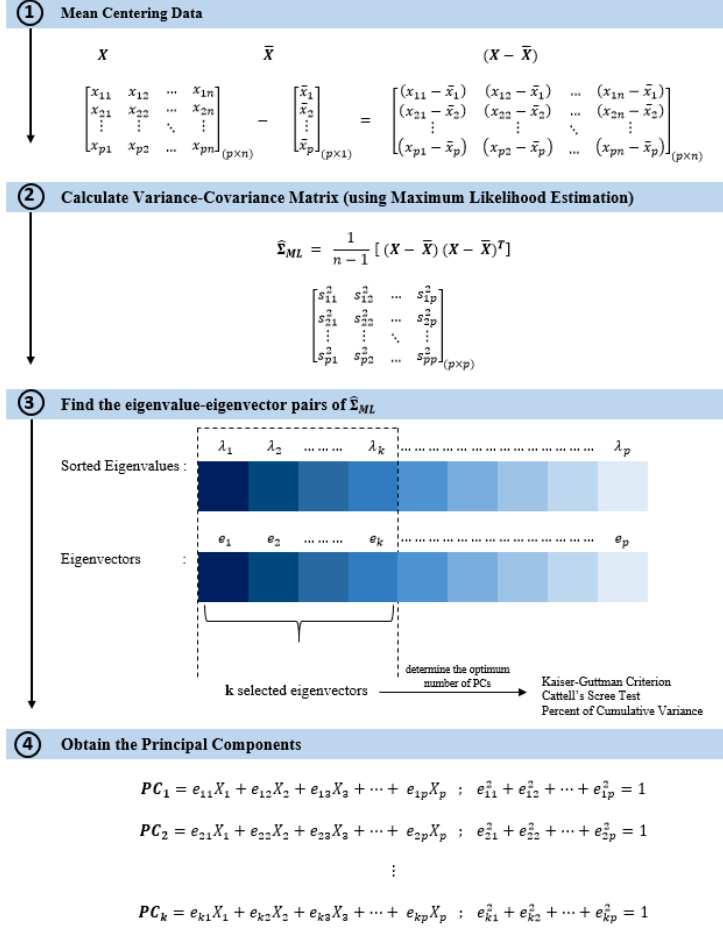 1 Mean Centering Data
X X̄ (X − X̄)
[x₁₁ x₁₂ ... x₁ₙ] [x̄₁] [(x₁₁ − x̄₁) (x₁₂ − x̄₁) ... (x₁ₙ − x̄₁)]
[x₂₁ x₂₂ ... x₂ₙ] − [x̄₂] = [(x₂₁ − x̄₂) (x₂₂ − x̄₂) ... (x₂ₙ − x̄₂)]
[⋮ ⋮ ⋱ ⋮] [⋮] [⋮ ⋮ ⋱ ⋮]
[xₚ₁ xₚ₂ ... xₚₙ](p×n) [x̄ₚ](p×1) [(xₚ₁ − x̄ₚ) (xₚ₂ − x̄ₚ) ... (xₚₙ − x̄ₚ)](p×n)
2 Calculate Variance-Covariance Matrix (using Maximum Likelihood Estimation)
Σ̂_ML = 1/(n − 1) [ (X − X̄) (X − X̄)ᵀ]
[s²₁₁ s²₁₂ ... s²₁ₚ]
[s²₂₁ s²₂₂ ... s²₂ₚ]
[⋮ ⋮ ⋱ ⋮]
[s²ₚ₁ s²ₚ₂ ... s²ₚₚ](p×p)
3 Find the eigenvalue-eigenvector pairs of Σ̂_ML
λ₁ λ₂ ... ... ... λₖ ... ... ... ... ... ... ... ... ... ... ... ... ... λₚ
Sorted Eigenvalues :
e₁ e₂ ... ... ... eₖ ... ... ... ... ... ... ... ... ... ... ... ... ... eₚ
Eigenvectors :
k selected eigenvectors
determine the optimum
number of PCs
Kaiser-Guttman Criterion
Cattell's Scree Test
Percent of Cumulative Variance
4 Obtain the Principal Components
PC₁ = e₁₁X₁ + e₁₂X₂ + e₁₃X₃ + ⋯ + e₁ₚXₚ ; e²₁₁ + e²₁₂ + ⋯ + e²₁ₚ = 1
PC₂ = e₂₁X₁ + e₂₂X₂ + e₂₃X₃ + ⋯ + e₂ₚXₚ ; e²₂₁ + e²₂₂ + ⋯ + e²₂ₚ = 1
⋮
PCₖ = eₖ₁X₁ + eₖ₂X₂ + eₖ₃X₃ + ⋯ + eₖₚXₚ ; e²ₖ₁ + e²ₖ₂ + ⋯ + e²ₖₚ = 1